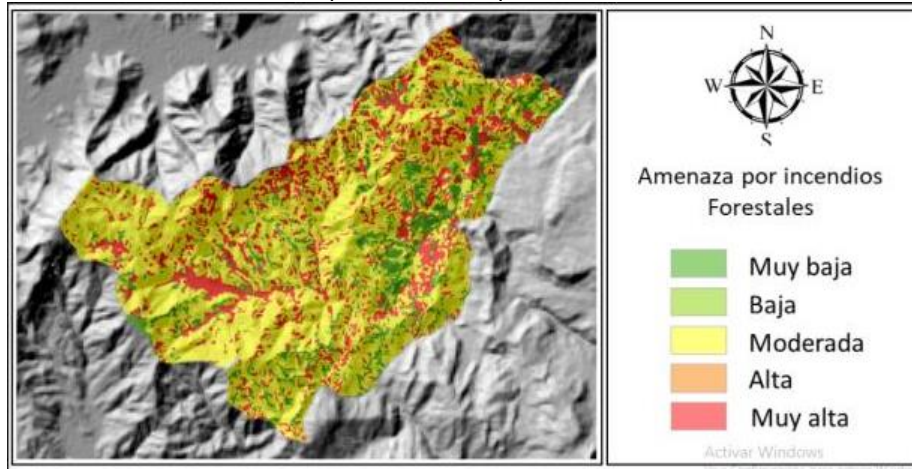 N
W E
S
Amenaza por incendios
Forestales
Muy baja
Baja
Moderada
Alta
Muy alta
Activar Windows